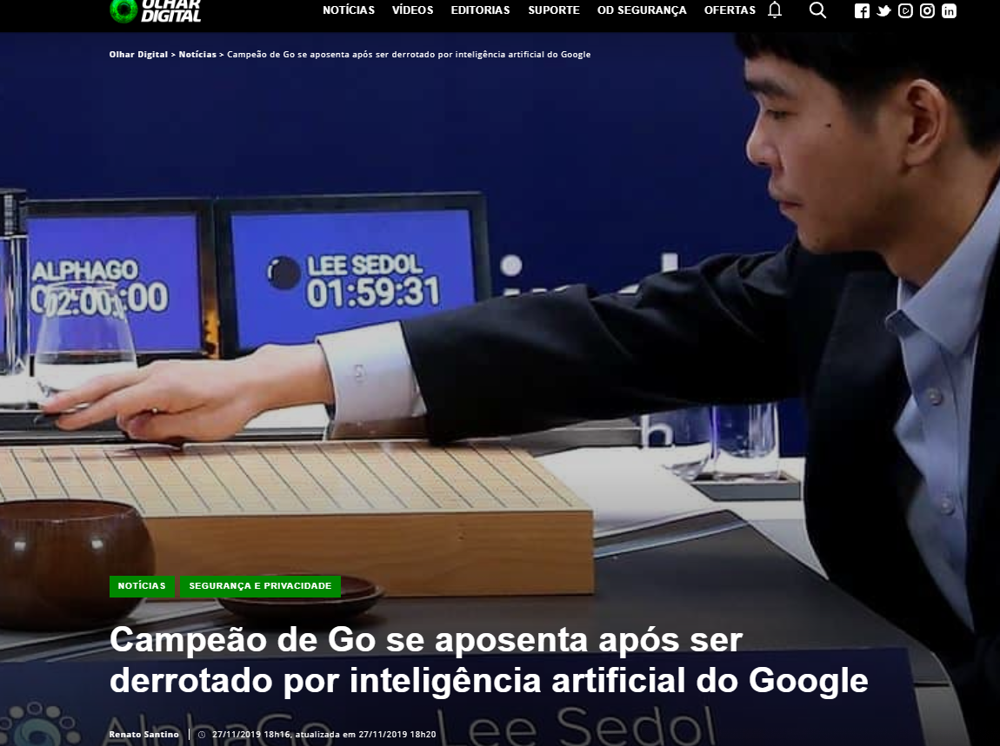 OLHAR
DIGITAL
NOTÍCIAS VÍDEOS EDITORIAS SUPORTE OD SEGURANÇA OFERTAS
Olhar Digital > Notícias > Campeão de Go se aposenta após ser derrotado por inteligência artificial do Google
ALPHAGO
02:00:00
LEE SEDOL
01:59:31
NOTÍCIAS SEGURANÇA E PRIVACIDADE
Campeão de Go se aposenta após ser
derrotado por inteligência artificial do Google
AlphaGo Lee Sedol
Renato Santino 27/11/2019 18h16, atualizada em 27/11/2019 18h20